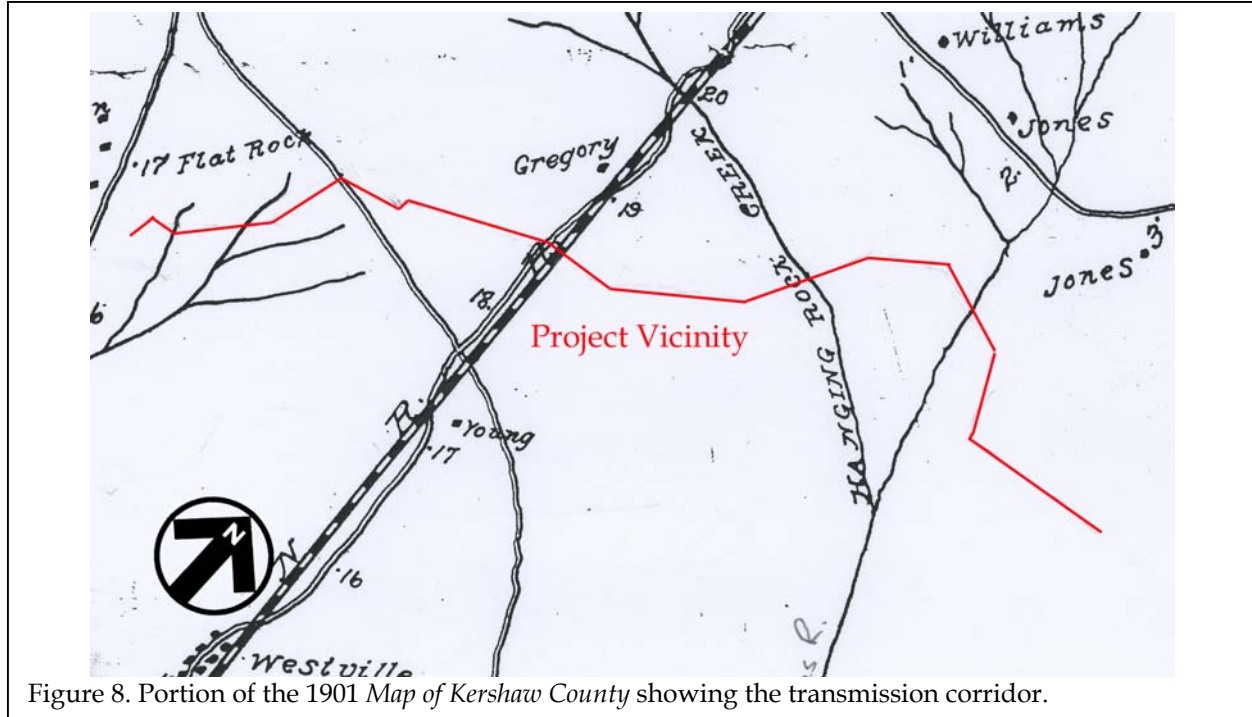 Williams
1.
20
Jones
.17 Flat Rock
Gregory
2.
CREEK
19
3.
Jones
18.
ROCK
6
Project Vicinity
HANGING
R.
Young
.17
N
N
.16
s R.
Westville
Figure 8. Portion of the 1901 Map of Kershaw County showing the transmission corridor.